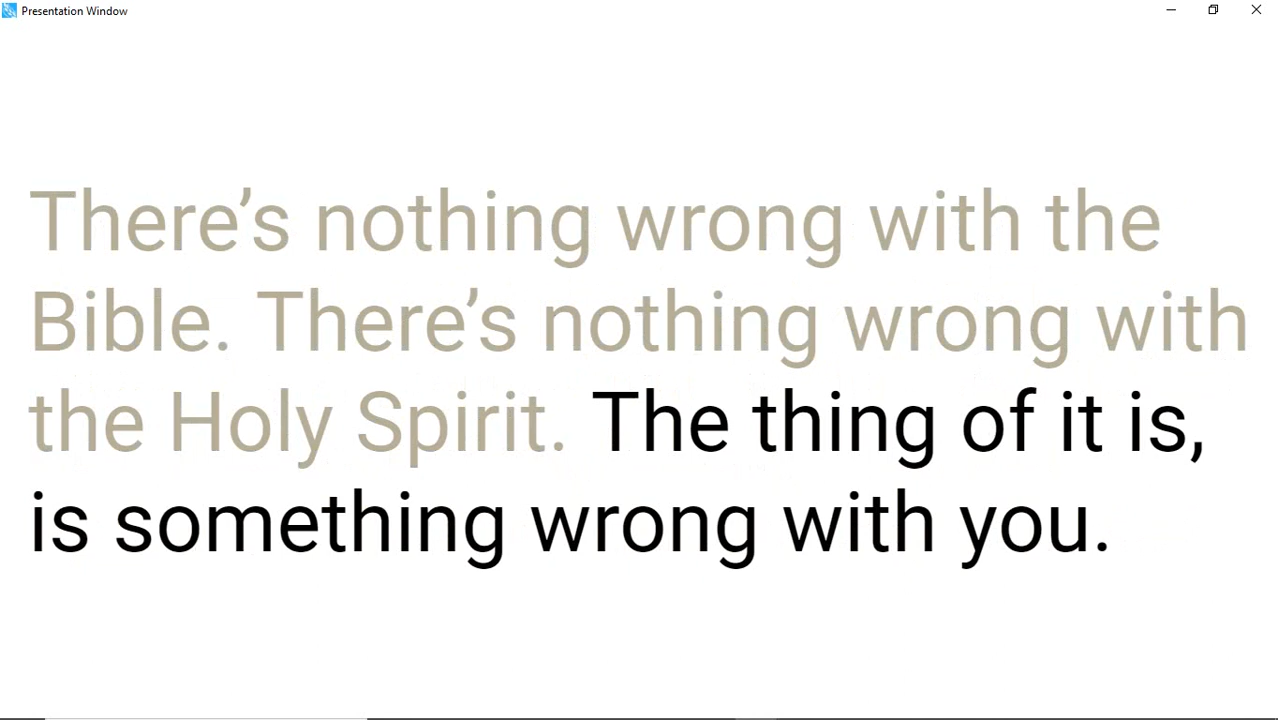 Presentation Window
There’s nothing wrong with the
Bible. There’s nothing wrong with
the Holy Spirit. The thing of it is,
is something wrong with you.